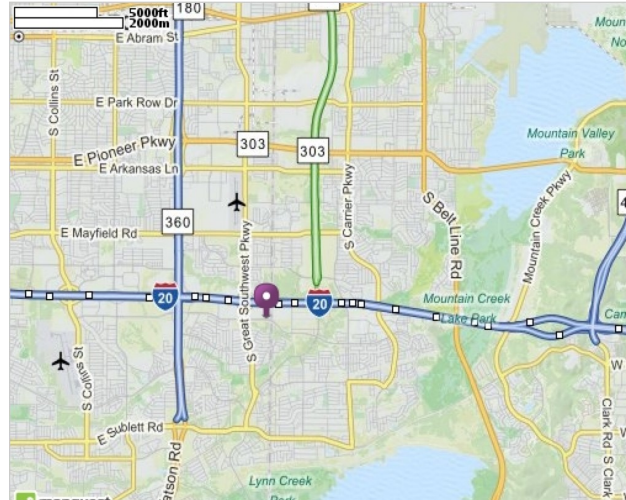 5000ft
2000m
180
E Abram St
S Collins St
E Park Row Dr
E Pioneer Pkwy
E Arkansas Ln
303
303
S Carrier Pkwy
Mountain Valley
Park
360
S Great Southwest Pkwy
S Belt Line Rd
Mountain Creek Pkwy
E Mayfield Rd
20
20
Mountain Creek
Lake Park
S Collins St
E Sublett Rd
Clark Rd
S Clark
W
Lynn Creek
mapquest